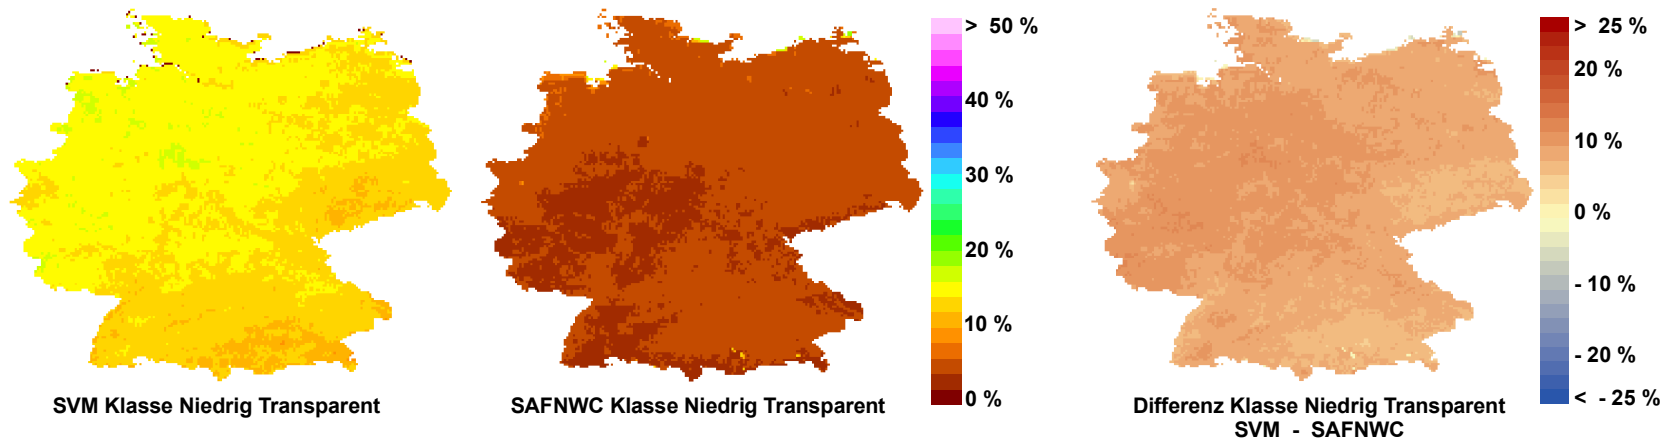 > 50 %
40 %
30 %
20 %
10 %
0 %
> 25 %
20 %
10 %
0 %
- 10 %
- 20 %
< - 25 %
SVM Klasse Niedrig Transparent
SAFNWC Klasse Niedrig Transparent
Differenz Klasse Niedrig Transparent
SVM - SAFNWC